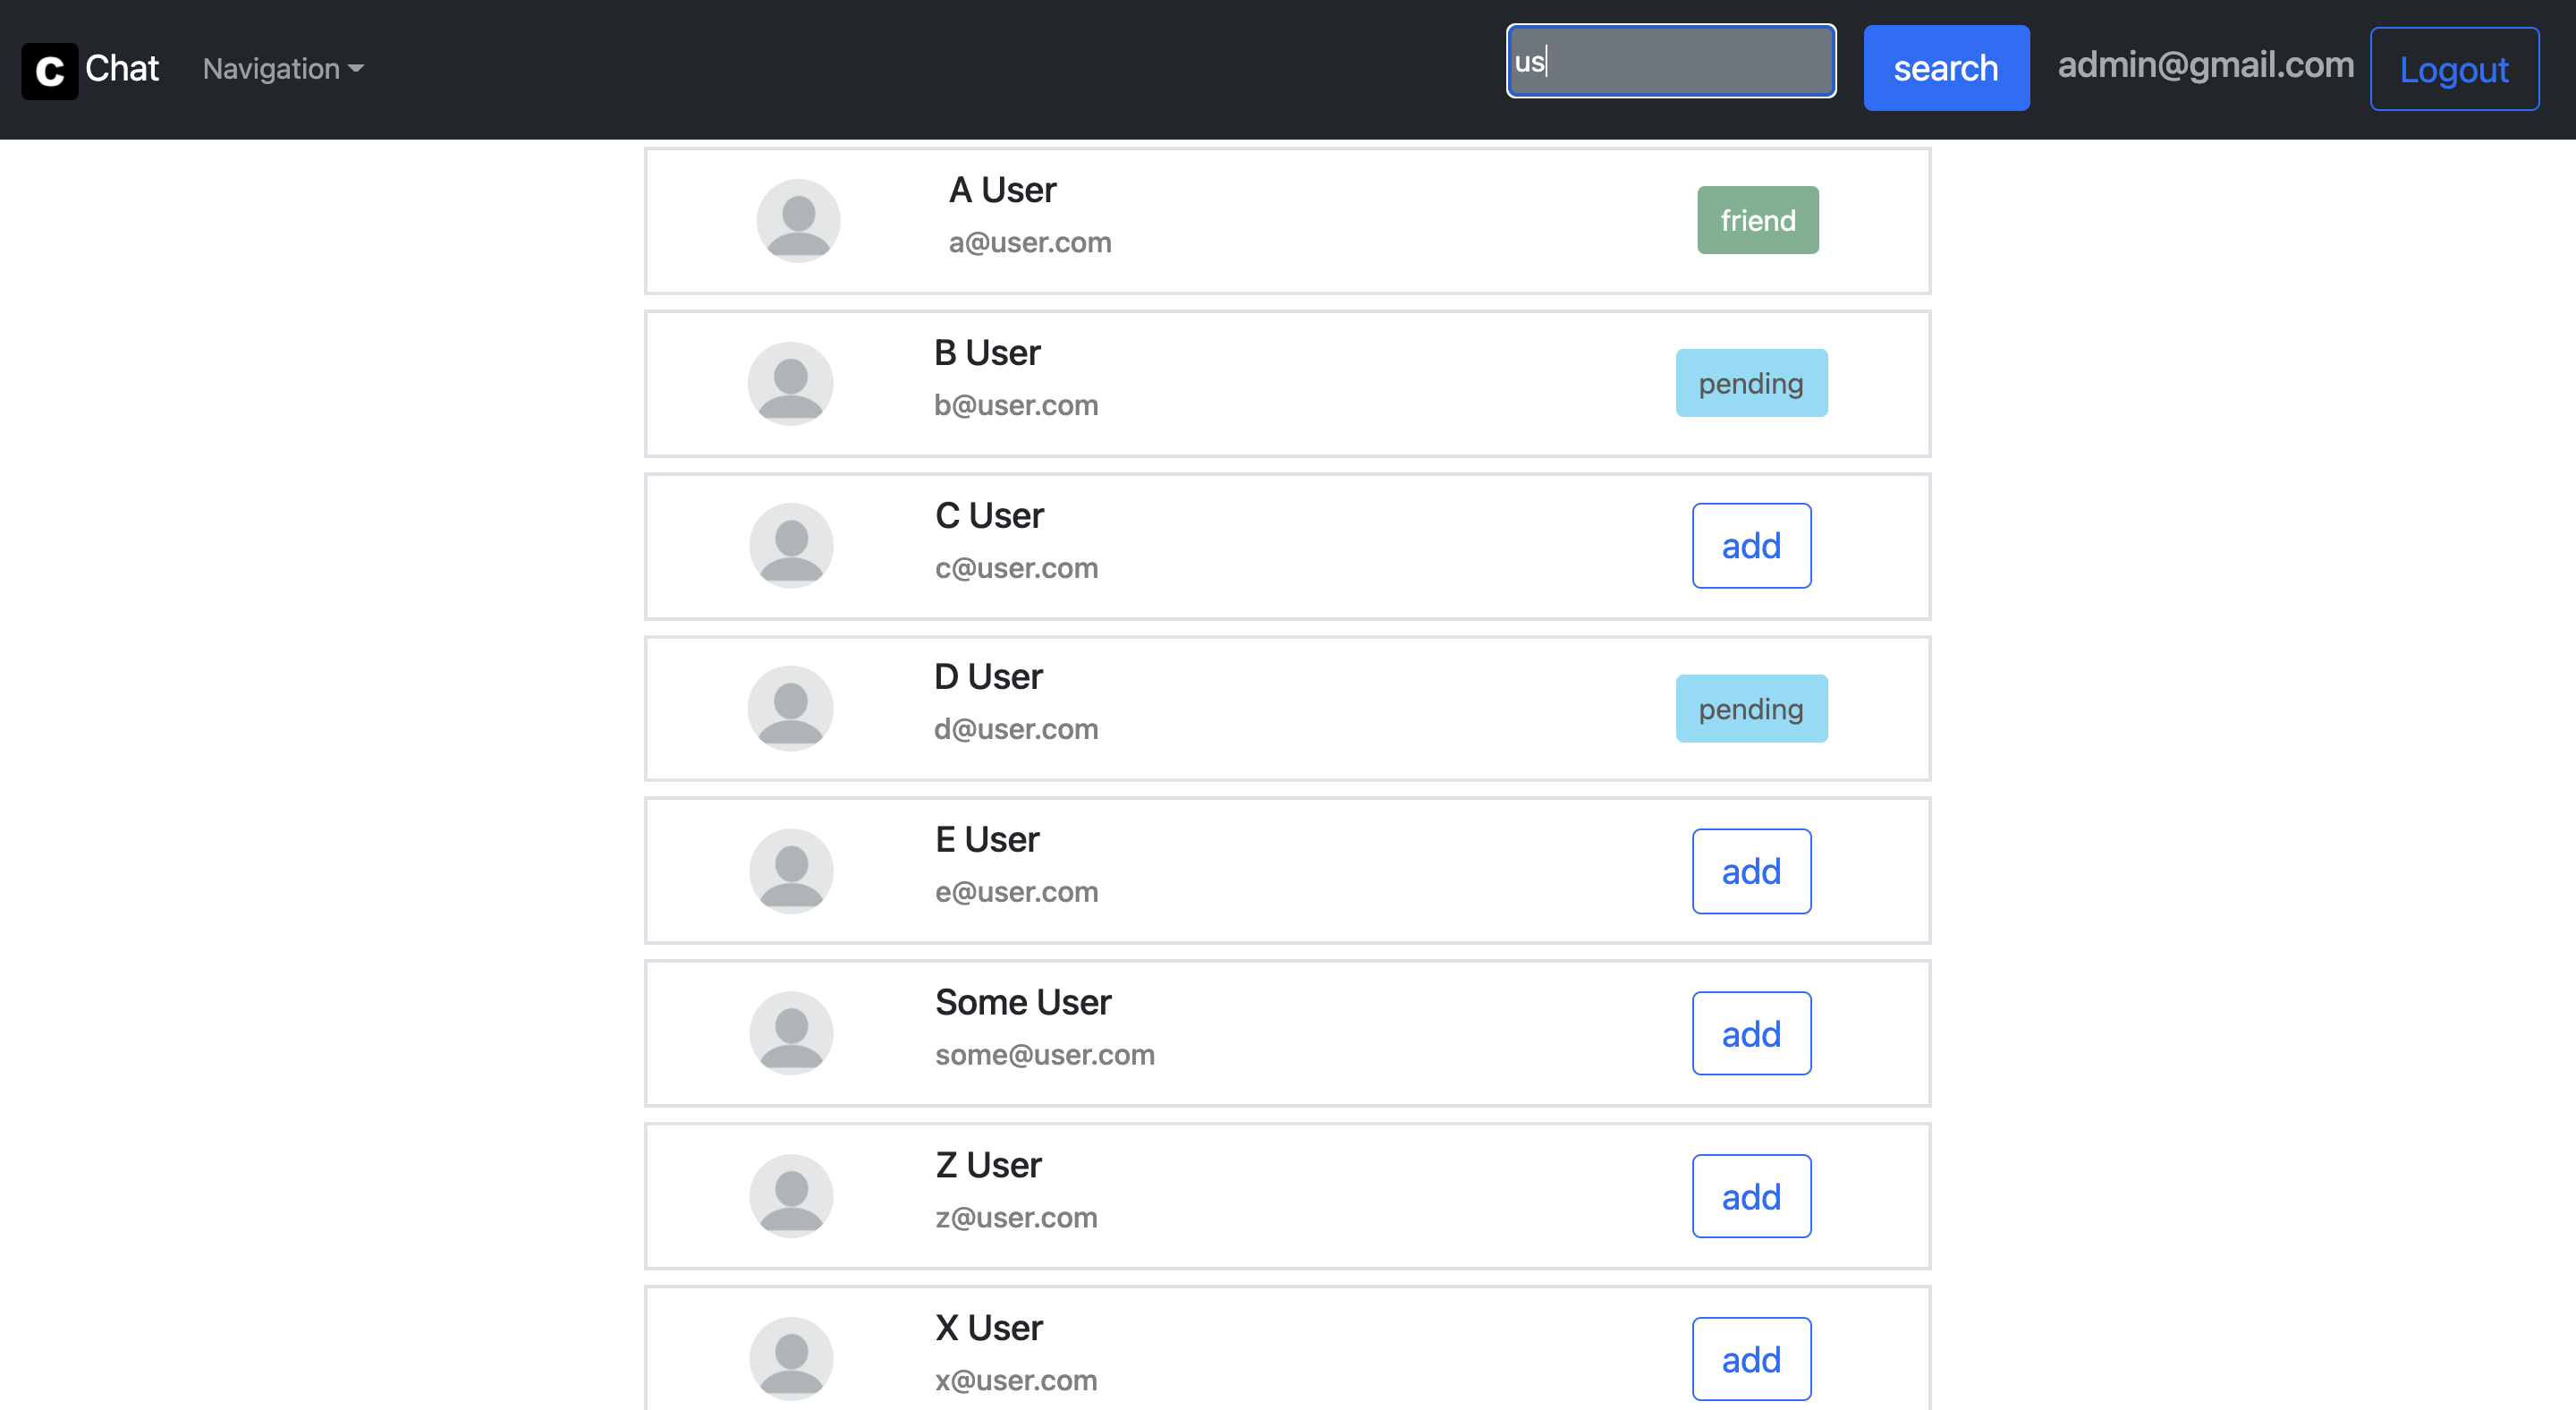 C Chat Navigation us search admin@gmail.com Logout
A User
a@user.com
friend
B User
b@user.com
pending
C User
c@user.com
add
D User
d@user.com
pending
E User
e@user.com
add
Some User
some@user.com
add
Z User
z@user.com
add
X User
x@user.com
add